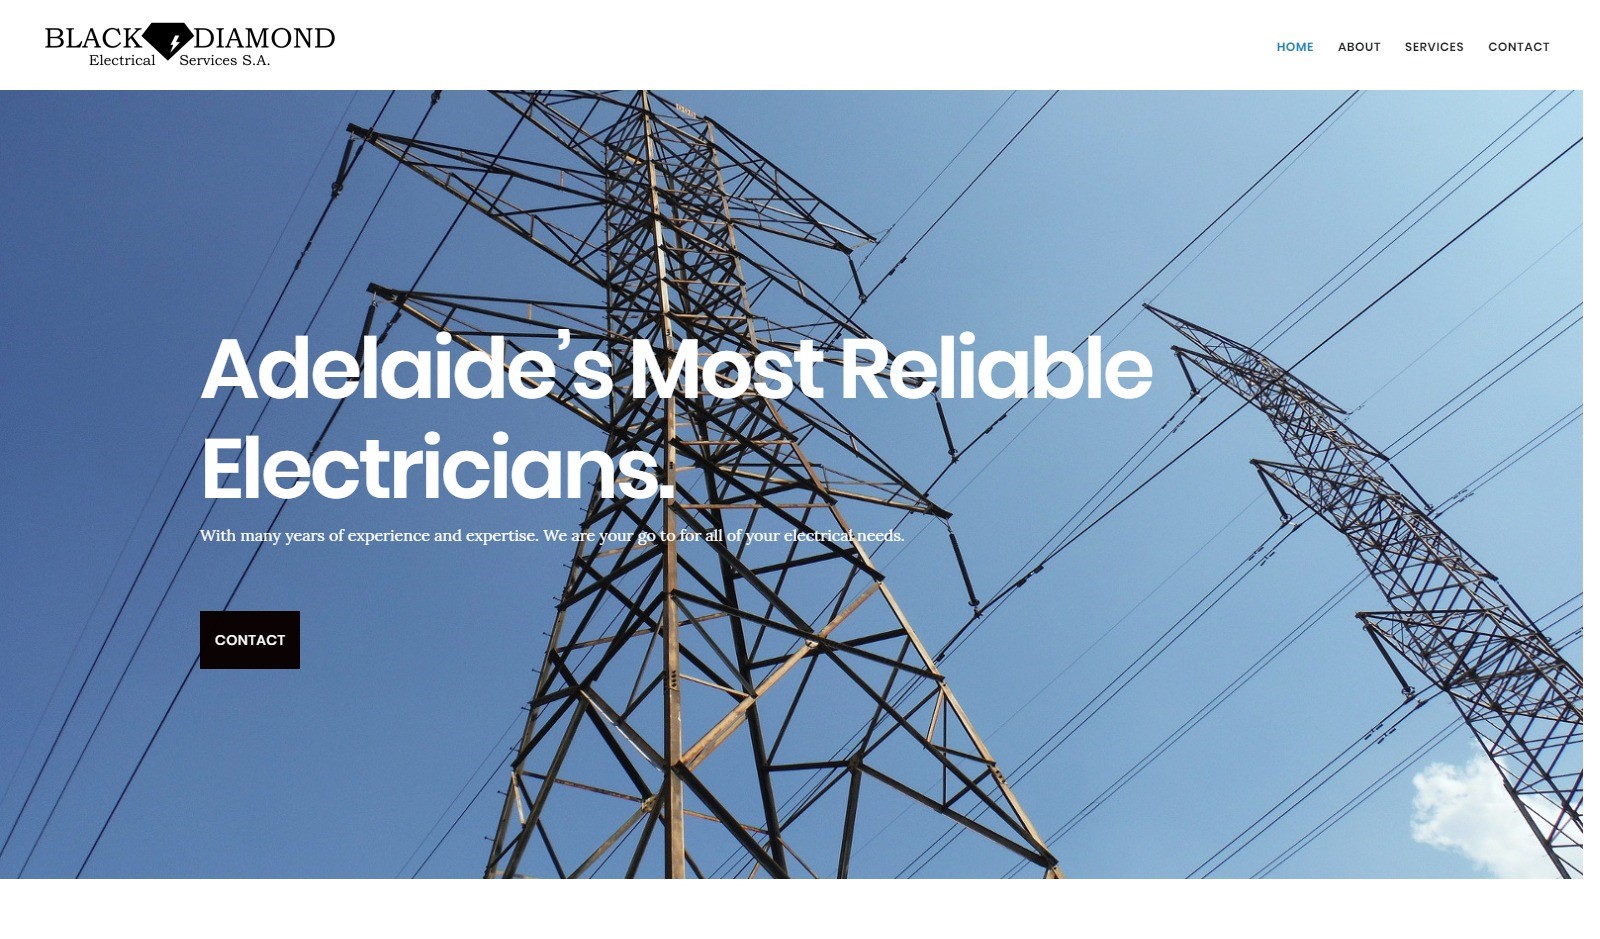 BLACK DIAMOND
Electrical Services S.A.
HOME ABOUT SERVICES CONTACT
Adelaide’s Most Reliable
Electricians.
With many years of experience and expertise. We are your go to for all of your electrical needs.
CONTACT